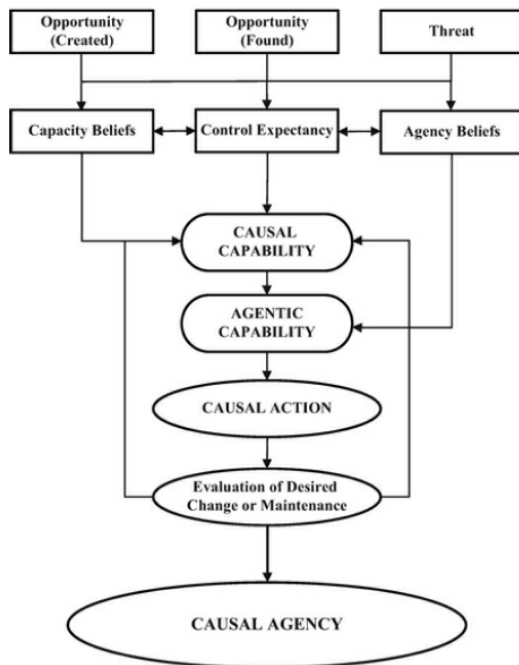 Opportunity
(Created)
Opportunity
(Found)
Threat
Capacity Beliefs
Control Expectancy
Agency Beliefs
CAUSAL
CAPABILITY
AGENTIC
CAPABILITY
CAUSAL ACTION
Evaluation of Desired
Change or Maintenance
CAUSAL AGENCY